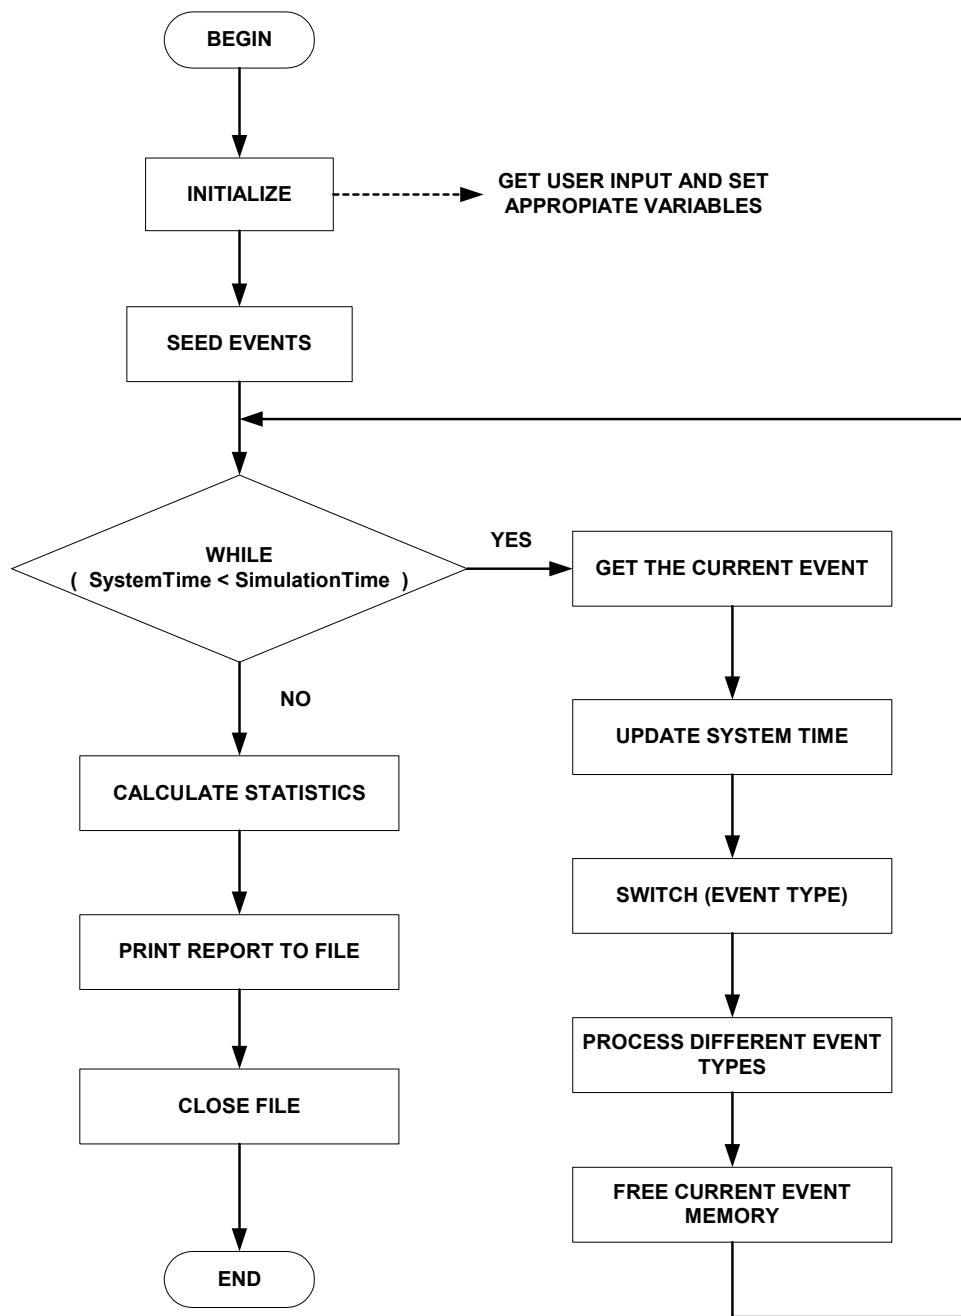 BEGIN
INITIALIZE
GET USER INPUT AND SET
APPROPIATE VARIABLES
SEED EVENTS
WHILE
( SystemTime < SimulationTime )
YES
GET THE CURRENT EVENT
UPDATE SYSTEM TIME
SWITCH (EVENT TYPE)
PROCESS DIFFERENT EVENT
TYPES
FREE CURRENT EVENT
MEMORY
NO
CALCULATE STATISTICS
PRINT REPORT TO FILE
CLOSE FILE
END